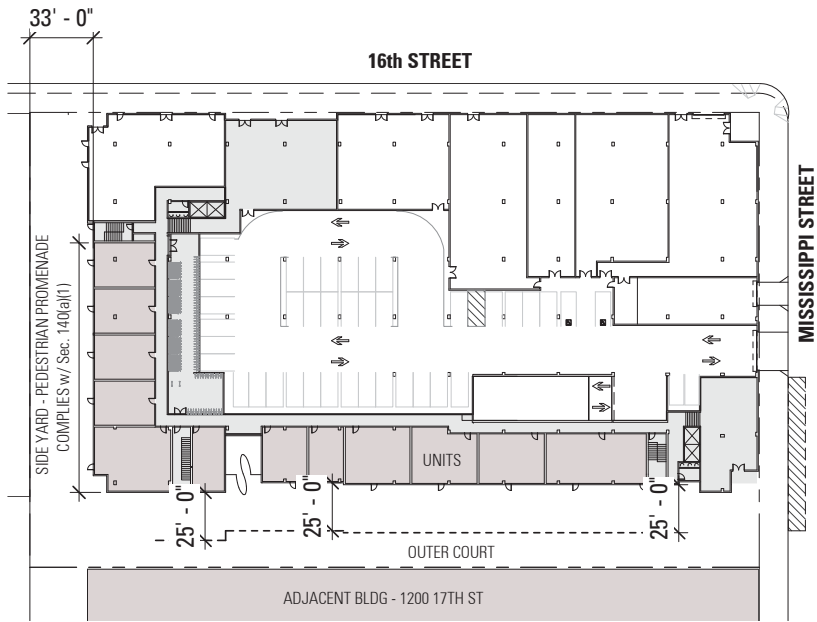 33' - 0"
16th STREET
MISSISSIPPI STREET
SIDE YARD - PEDESTRIAN PROMENADE
COMPLIES w/ Sec. 140(a)(1)
UNITS
25' - 0"
25' - 0"
25' - 0"
OUTER COURT
ADJACENT BLDG - 1200 17TH ST